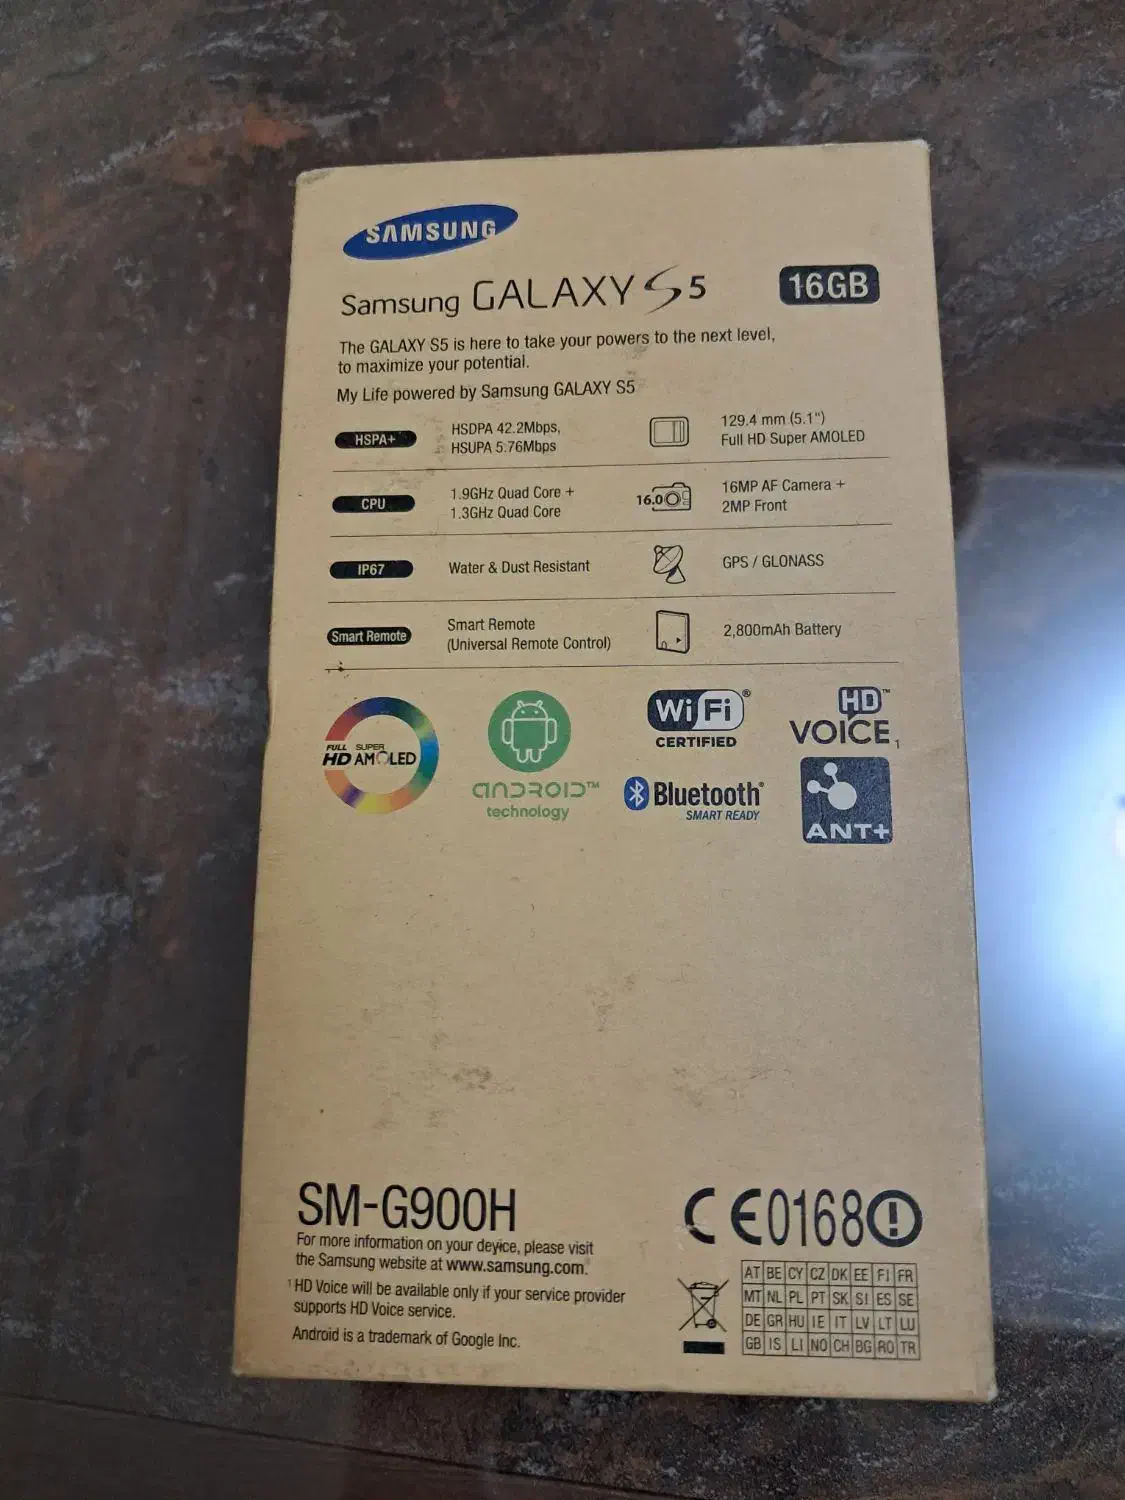 SAMSUNG
Samsung GALAXY S5 16GB
The GALAXY S5 is here to take your powers to the next level,
to maximize your potential.
My Life powered by Samsung GALAXY S5
HSPA+
HSDPA 42.2Mbps,
HSUPA 5.76Mbps
129.4 mm (5.1")
Full HD Super AMOLED
CPU
1.9GHz Quad Core +
1.3GHz Quad Core
16.0
16MP AF Camera +
2MP Front
IP67
Water & Dust Resistant
GPS / GLONASS
Smart Remote
Smart Remote
(Universal Remote Control)
2,800mAh Battery
FULL SUPER
HD AMOLED
ANDROID™
technology
Wi Fi®
CERTIFIED
HD™
VOICE1
Bluetooth®
SMART READY
ANT+
SM-G900H
For more information on your device, please visit
the Samsung website at www.samsung.com.
1 HD Voice will be available only if your service provider
supports HD Voice service.
Android is a trademark of Google Inc.
CE0168!
AT BE CY CZ DK EE FI FR
MT NL PL PT SK SI ES SE
DE GR HU IE IT LV LT LU
GB IS LI NO CH BG RO TR